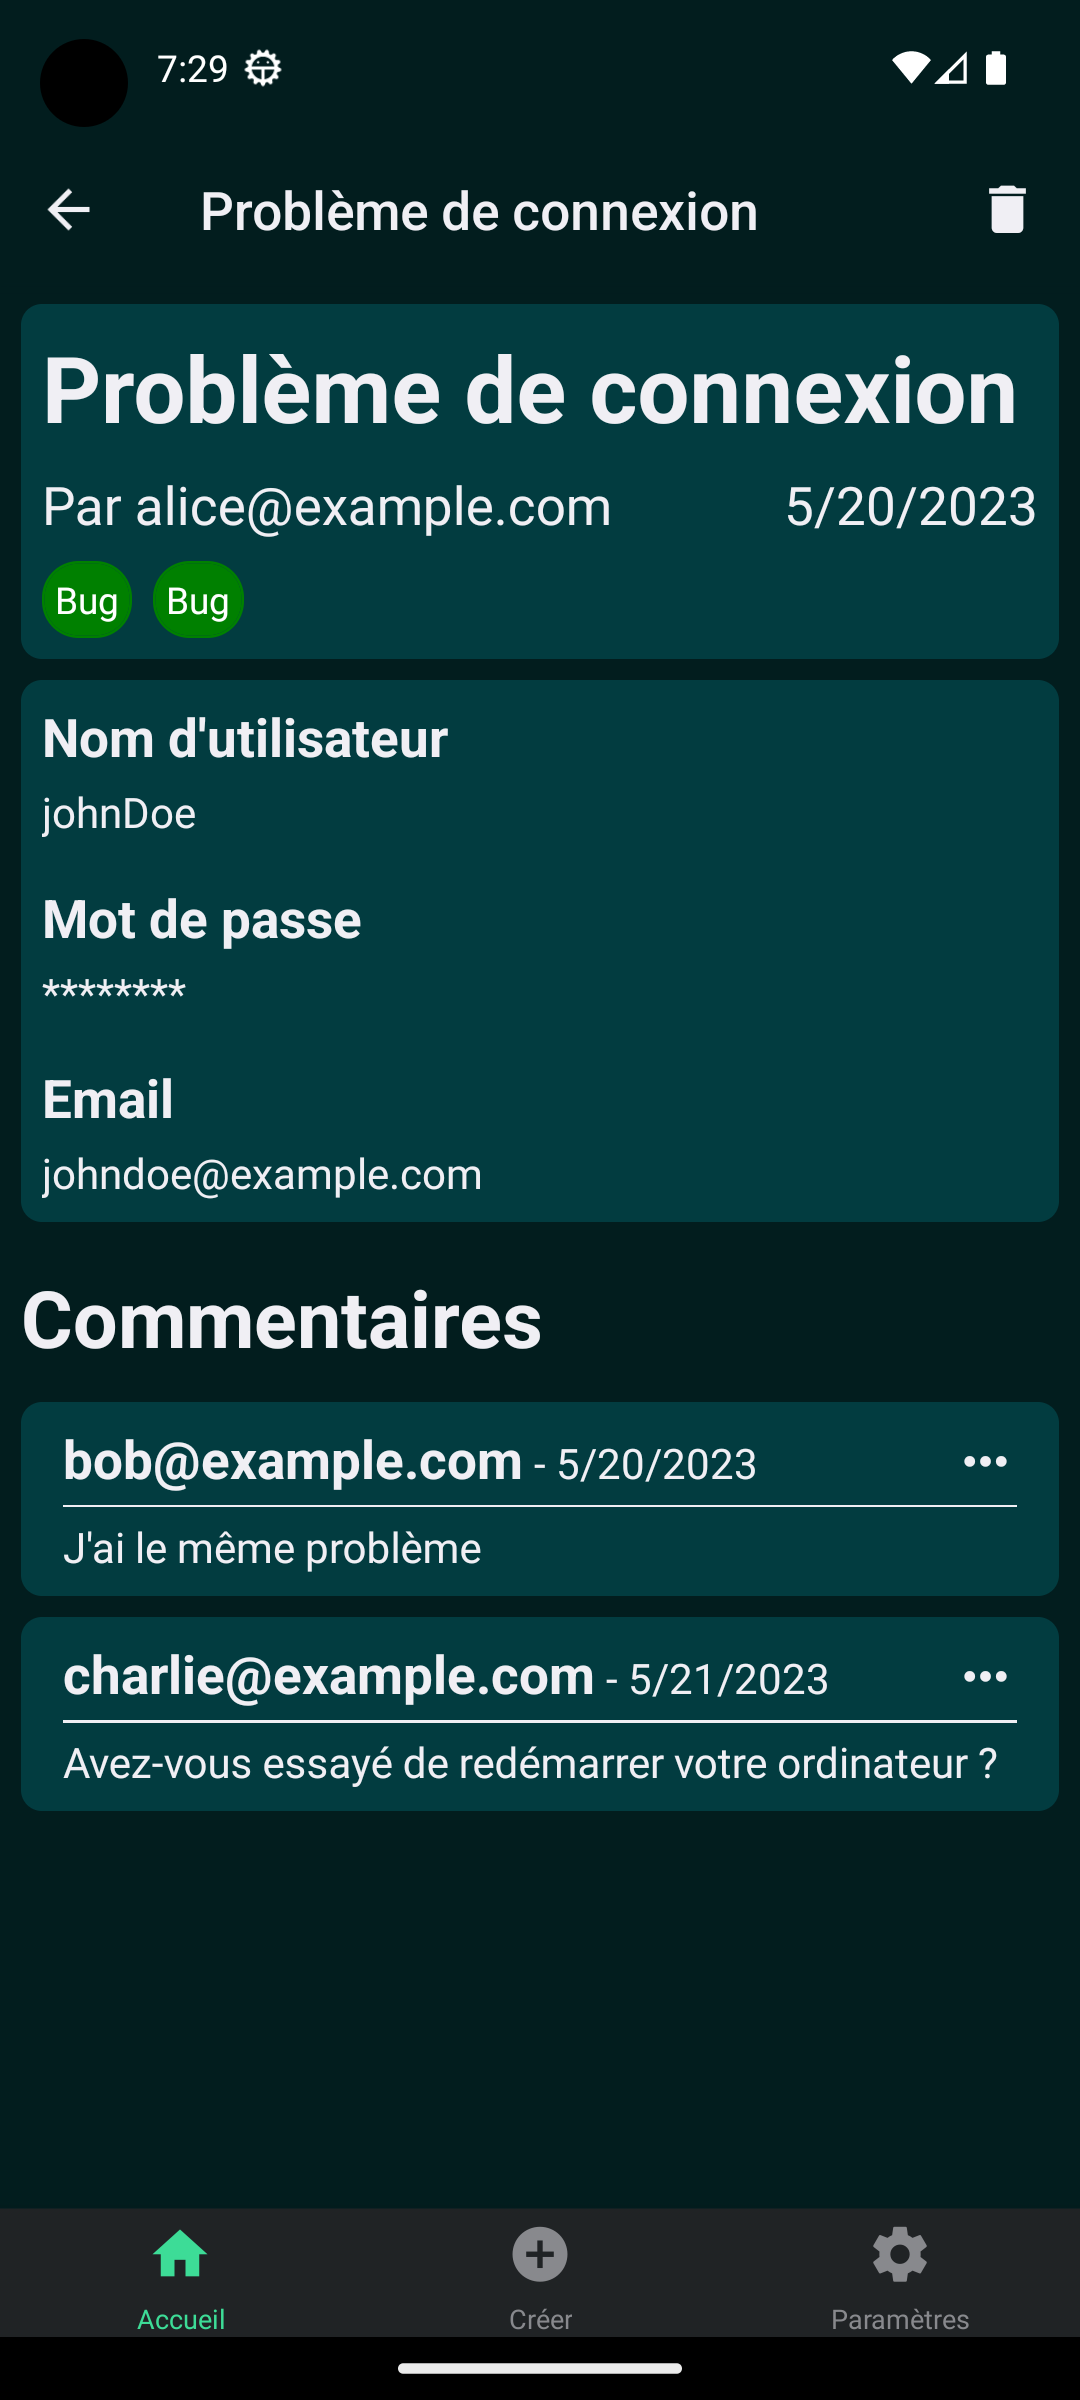 7:29
Problème de connexion
Problème de connexion
Par alice@example.com 5/20/2023
Bug Bug
Nom d'utilisateur
johnDoe
Mot de passe
********
Email
johndoe@example.com
Commentaires
bob@example.com - 5/20/2023
J'ai le même problème
charlie@example.com - 5/21/2023
Avez-vous essayé de redémarrer votre ordinateur ?
Accueil Créer Paramètres